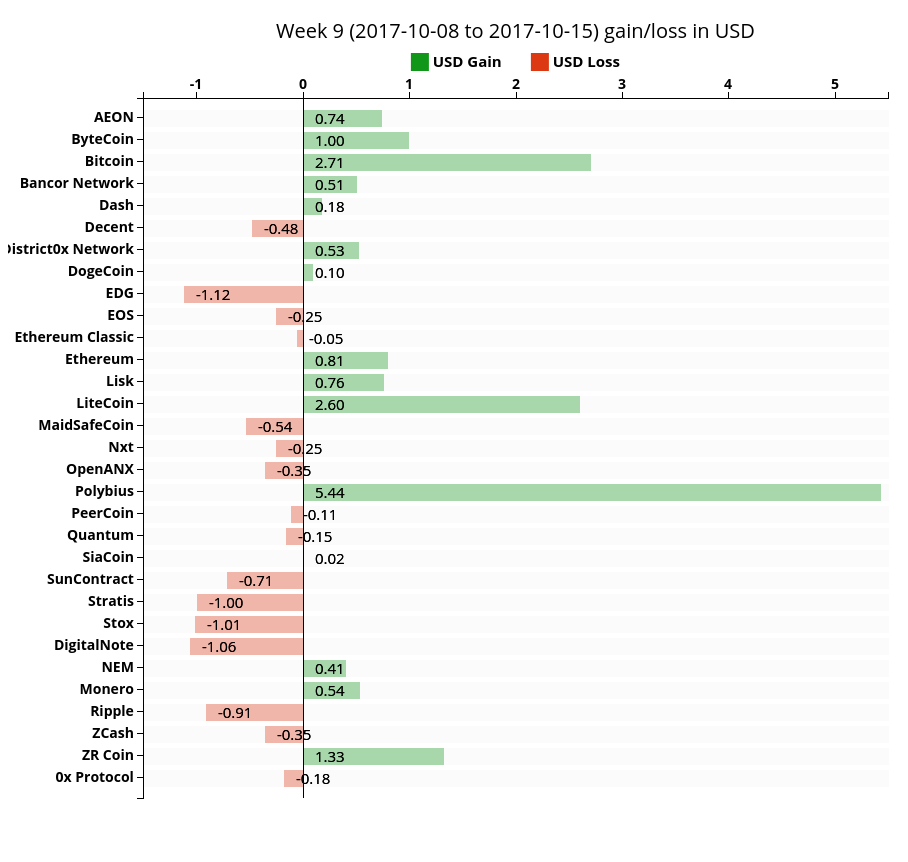 Week 9 (2017-10-08 to 2017-10-15) gain/loss in USD
USD Gain USD Loss
-1 0 1 2 3 4 5
AEON 0.74
ByteCoin 1.00
Bitcoin 2.71
Bancor Network 0.51
Dash 0.18
Decent -0.48
District0x Network 0.53
DogeCoin 0.10
EDG -1.12
EOS -0.25
Ethereum Classic -0.05
Ethereum 0.81
Lisk 0.76
LiteCoin 2.60
MaidSafeCoin -0.54
Nxt -0.25
OpenANX -0.35
Polybius 5.44
PeerCoin -0.11
Quantum -0.15
SiaCoin 0.02
SunContract -0.71
Stratis -1.00
Stox -1.01
DigitalNote -1.06
NEM 0.41
Monero 0.54
Ripple -0.91
ZCash -0.35
ZR Coin 1.33
0x Protocol -0.18